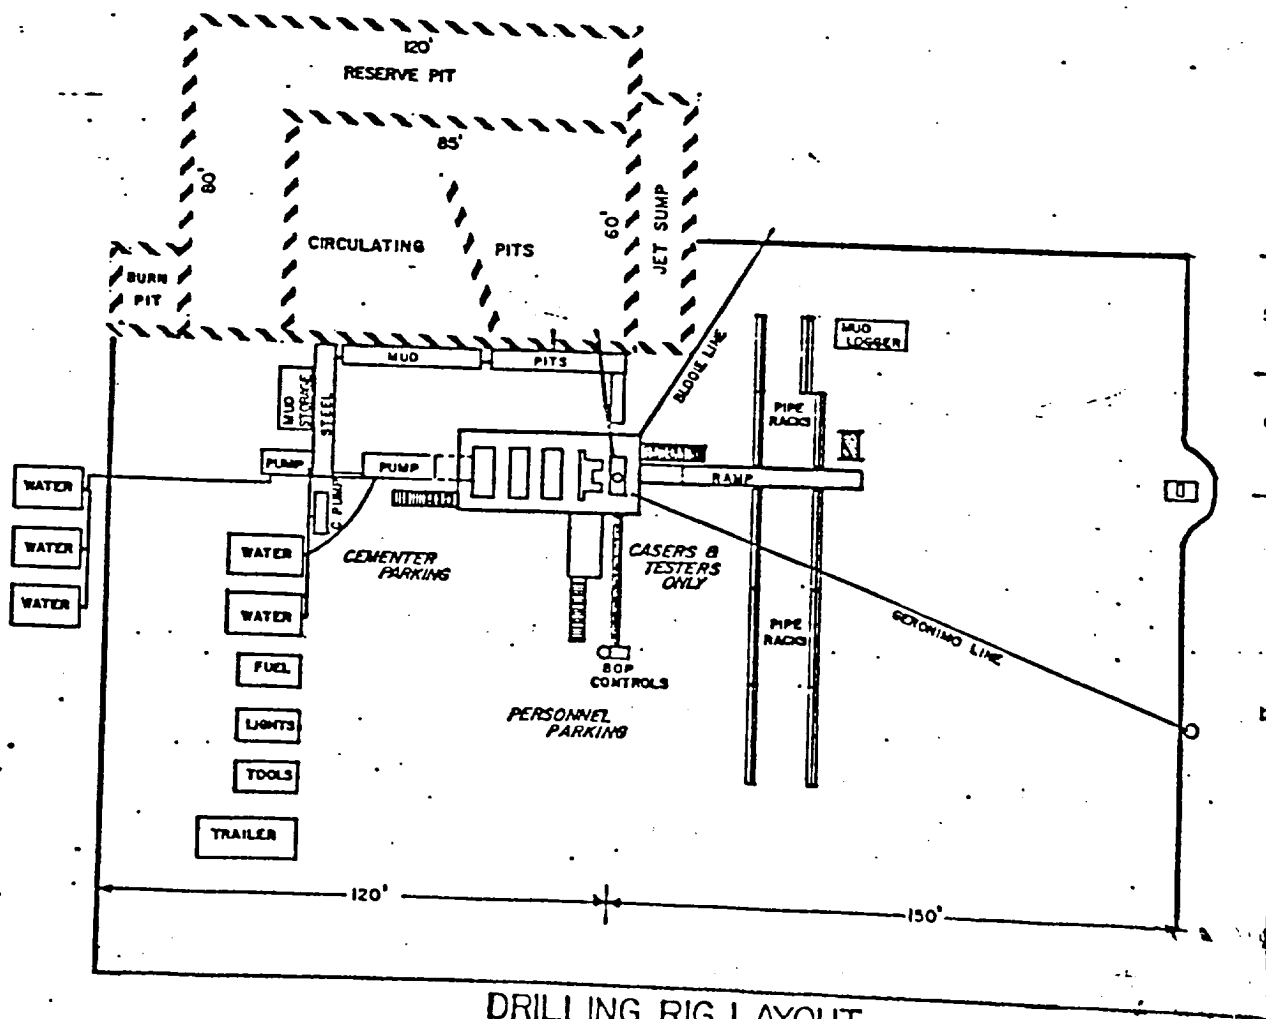 120'
RESERVE PIT
85'
80'
60'
JET SUMP
CIRCULATING PITS
BURN
PIT
MUD
LOGGER
BLOOIE LINE
MUD
PITS
MUD
STORAGE
STEEL
PIPE
RACKS
PUMP
PUMP
RAMP
WATER
WATER
WATER
C PUMP
WATER
WATER
CEMENTER
PARKING
CASERS &
TESTERS
ONLY
PIPE
RACKS
GERONIMO LINE
FUEL
BOP
CONTROLS
LIGHTS
PERSONNEL
PARKING
TOOLS
TRAILER
120'
150'
DRILLING RIG LAYOUT